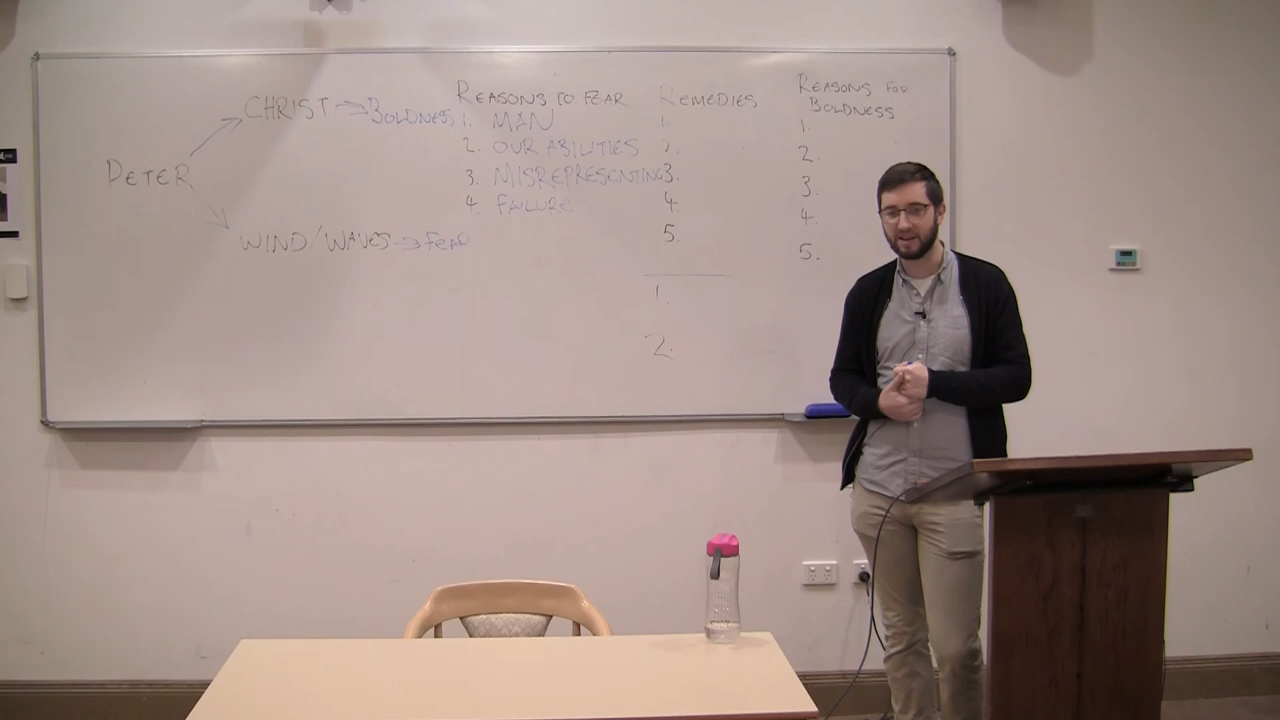 PETER
CHRIST → BOLDNESS
WIND/WAVES → FEAR
REASONS TO FEAR
1. MAN
2. OUR ABILITIES
3. MISREPRESENTING
4. FAILURE
REMEDIES
1.
2.
3.
4.
5.
1.
2.
REASONS FOR
BOLDNESS
1.
2.
3.
4.
5.